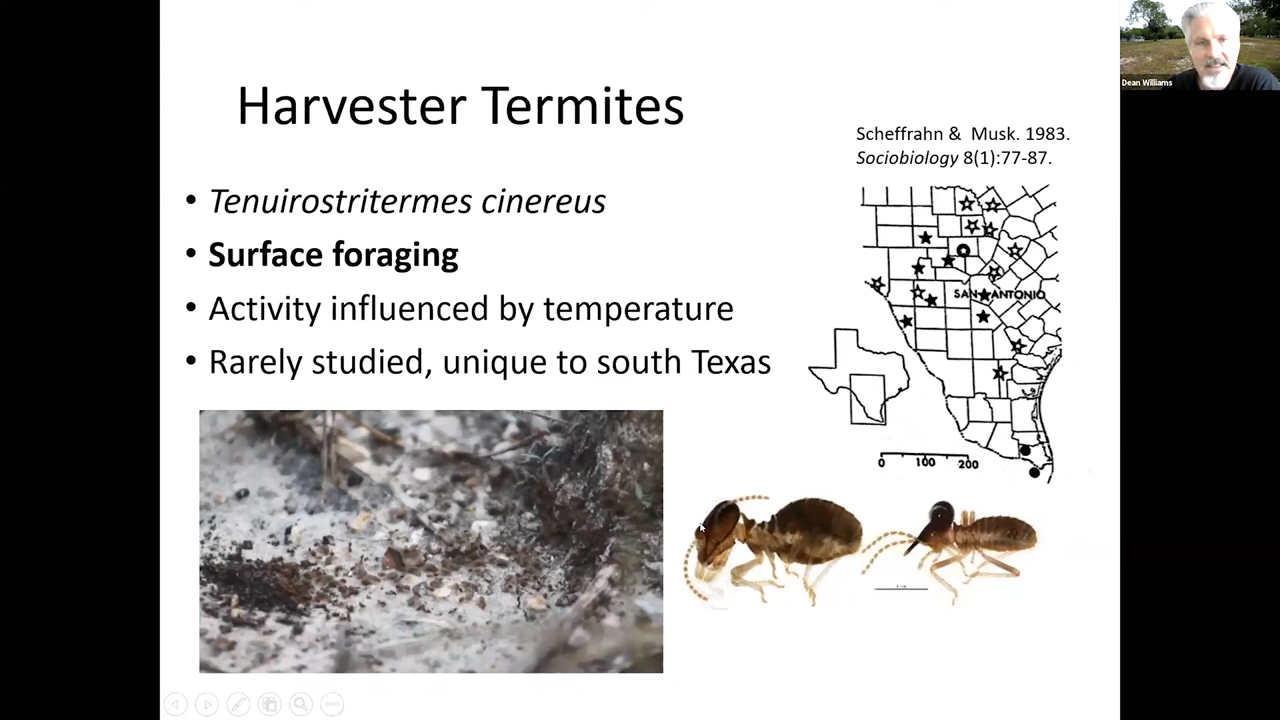 Harvester Termites
• Tenuirostritermes cinereus
• Surface foraging
• Activity influenced by temperature
• Rarely studied, unique to south Texas
Scheffrahn & Musk. 1983.
Sociobiology 8(1):77-87.
SAN ANTONIO
0 100 200
Dean Williams